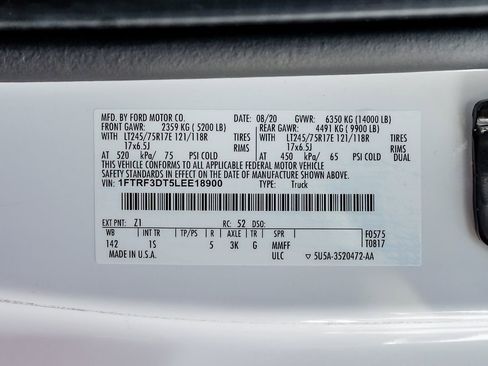 MFD. BY FORD MOTOR CO. 08/20 GVWR: 6350 KG (14000 LB)
FRONT GAWR: 2359 KG (5200 LB) REAR GAWR: 4491 KG (9900 LB)
WITH LT245/75R17E 121/118R TIRES WITH LT245/75R17E 121/118R TIRES
17x6.5J RIMS 17x6.5J RIMS
AT 520 kPa/ 75 PSI COLD AT 450 kPa/ 65 PSI COLD
THIS VEHICLE CONFORMS TO ALL APPLICABLE FEDERAL MOTOR VEHICLE
SAFETY STANDARDS IN EFFECT ON THE DATE OF MANUFACTURE SHOWN ABOVE.
VIN: 1FTRF3DT5LEE18900 TYPE: Truck
EXT PNT: Z1 RC: 52 DSO:
WB INT TR TP/PS R AXLE TR SPR F0575
142 1S 5 3K G MMFF T0817
MADE IN U.S.A. ULC 5U5A-3520472-AA